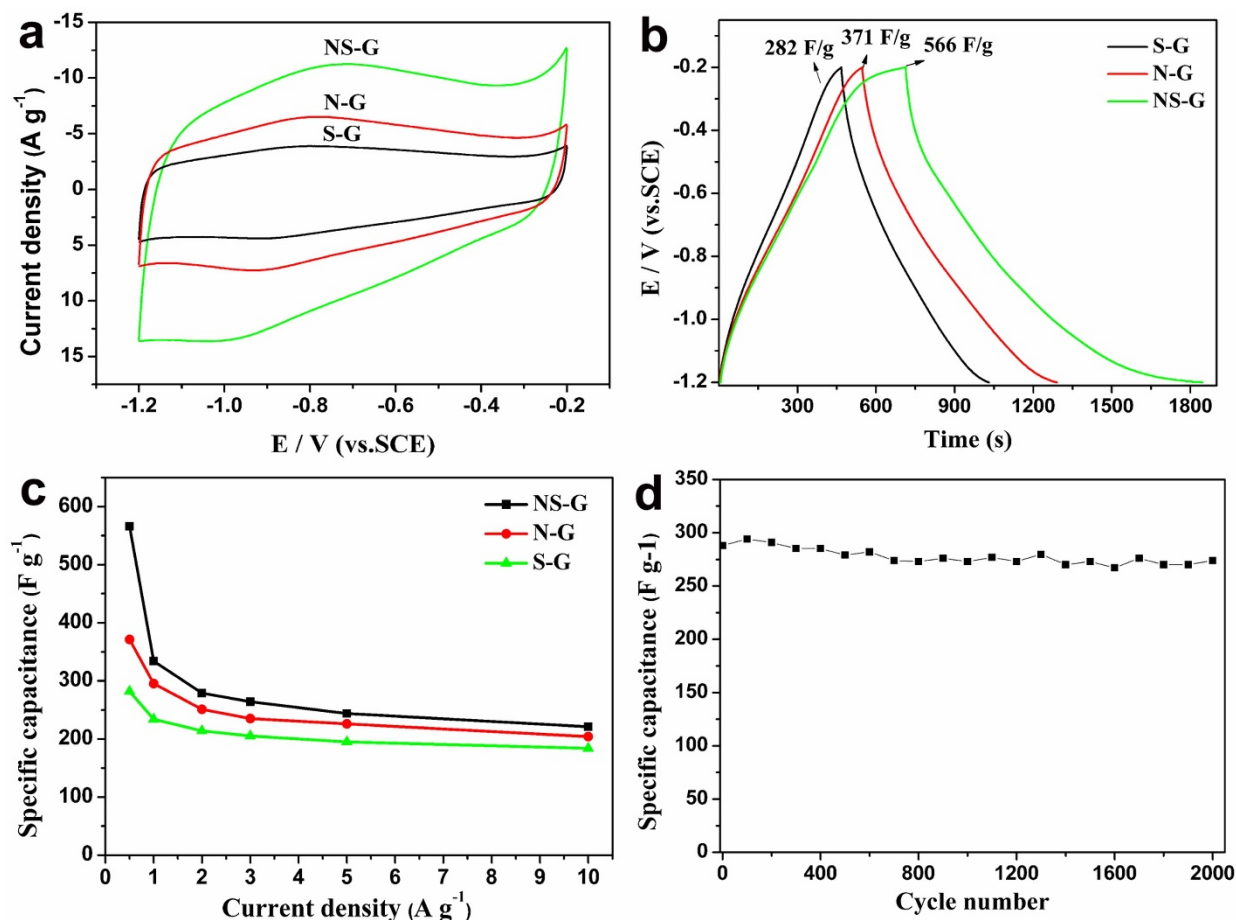 a
NS-G
N-G
S-G
-15
-10
-5
0
5
10
15
Current density (A g-1)
-1.2 -1.0 -0.8 -0.6 -0.4 -0.2
E / V (vs.SCE)
b
282 F/g 371 F/g 566 F/g
S-G
N-G
NS-G
-0.2
-0.4
-0.6
-0.8
-1.0
-1.2
E / V (vs.SCE)
300 600 900 1200 1500 1800
Time (s)
c
NS-G
N-G
S-G
600
500
400
300
200
100
0
Specific capacitance (F g-1)
0 1 2 3 4 5 6 7 8 9 10
Current density (A g-1)
d
350
300
250
200
150
100
50
0
Specific capacitance (F g-1)
0 400 800 1200 1600 2000
Cycle number